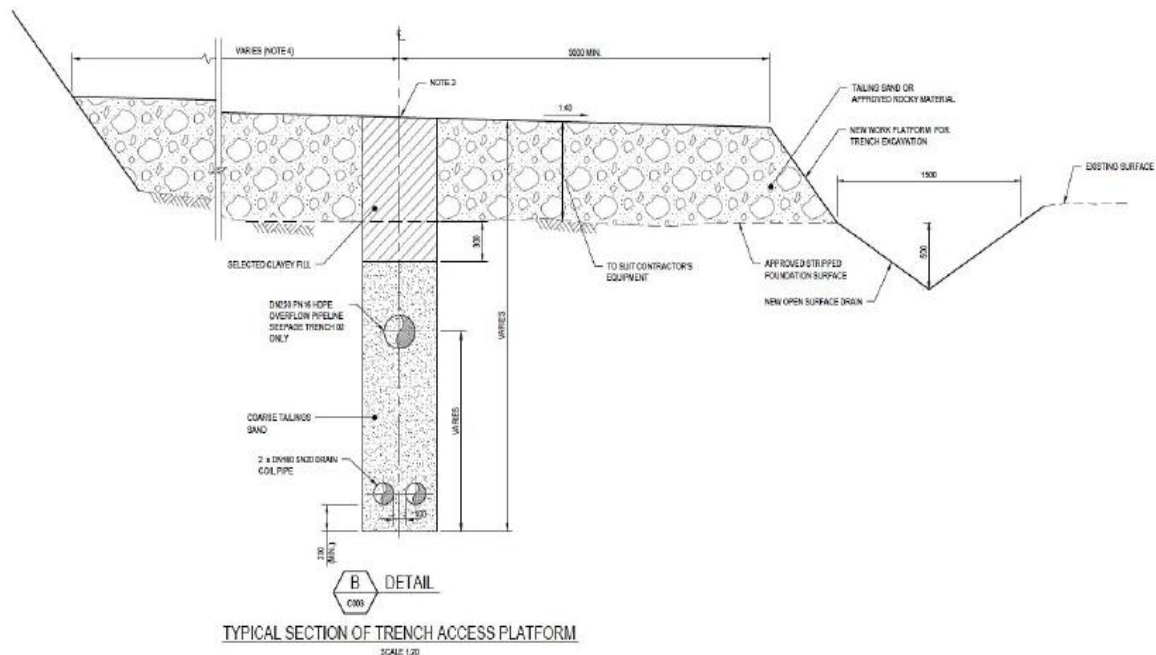 VARIES (NOTE 4)
℄
5000 MIN.
NOTE 3
1:40
TAILING SAND OR
APPROVED ROCKY MATERIAL
NEW WORK PLATFORM FOR
TRENCH EXCAVATION
EXISTING SURFACE
1500
SELECTED CLAYEY FILL
300
TO SUIT CONTRACTOR'S
EQUIPMENT
APPROVED STRIPPED
FOUNDATION SURFACE
500
NEW OPEN SURFACE DRAIN
DN250 PN16 HDPE
OVERFLOW PIPELINE
SEEPAGE TRENCH
ONLY
VARIES
VARIES
COARSE TAILINGS
SAND
2 x DN160 SN20 DRAIN
COIL PIPE
100
200
(MIN.)
B DETAIL
C003
TYPICAL SECTION OF TRENCH ACCESS PLATFORM
SCALE 1:20